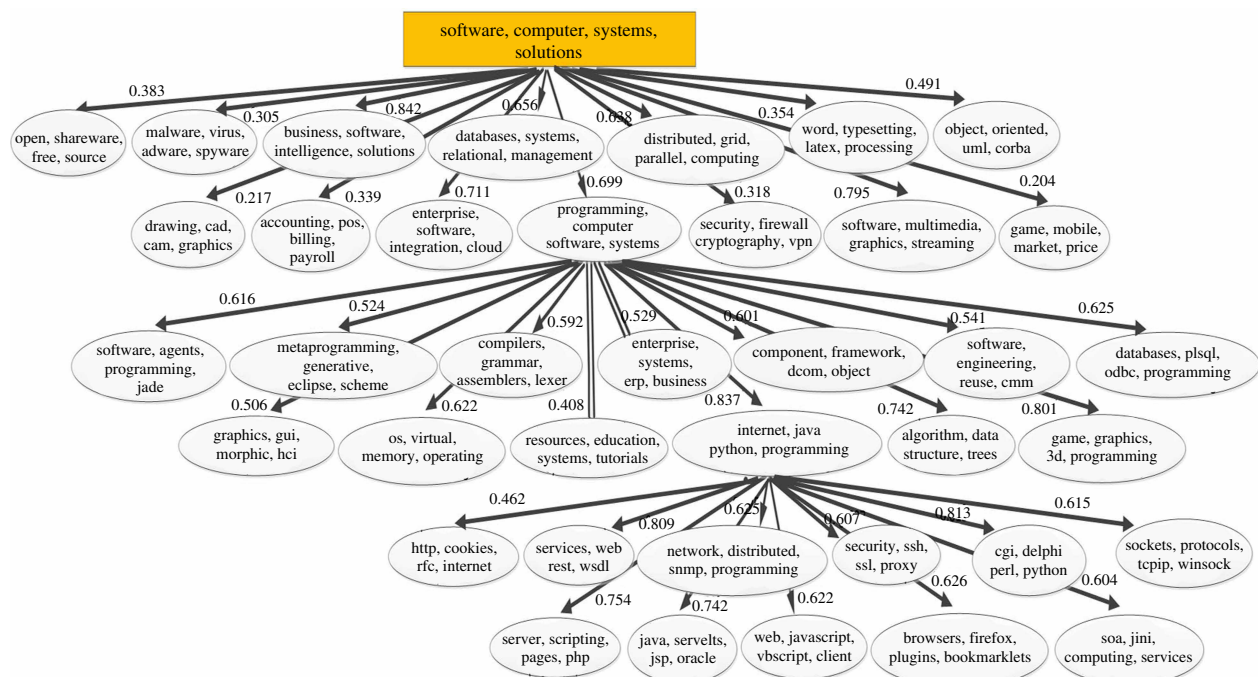 software, computer, systems,
solutions
0.383
0.305
0.842
0.656
0.638
0.354
0.491
open, shareware,
free, source
malware, virus,
adware, spyware
business, software,
intelligence, solutions
databases, systems,
relational, management
distributed, grid,
parallel, computing
word, typesetting,
latex, processing
object, oriented,
uml, corba
0.217
0.339
0.711
0.699
0.318
0.795
0.204
drawing, cad,
cam, graphics
accounting, pos,
billing,
payroll
enterprise,
software,
integration, cloud
programming,
computer
software, systems
security, firewall
cryptography, vpn
software, multimedia,
graphics, streaming
game, mobile,
market, price
0.616
0.524
0.592
0.529
0.601
0.541
0.625
software, agents,
programming,
jade
metaprogramming,
generative,
eclipse, scheme
compilers,
grammar,
assemblers, lexer
enterprise,
systems,
erp, business
component, framework,
dcom, object
software,
engineering,
reuse, cmm
databases, plsql,
odbc, programming
0.506
0.622
0.408
0.837
0.742
0.801
graphics, gui,
morphic, hci
os, virtual,
memory, operating
resources, education,
systems, tutorials
internet, java
python, programming
algorithm, data
structure, trees
game, graphics,
3d, programming
0.462
0.809
0.625
0.607
0.813
0.615
http, cookies,
rfc, internet
services, web
rest, wsdl
network, distributed,
snmp, programming
security, ssh,
ssl, proxy
cgi, delphi
perl, python
sockets, protocols,
tcpip, winsock
0.754
0.742
0.622
0.626
0.604
server, scripting,
pages, php
java, servelts,
jsp, oracle
web, javascript,
vbscript, client
browsers, firefox,
plugins, bookmarklets
soa, jini,
computing, services